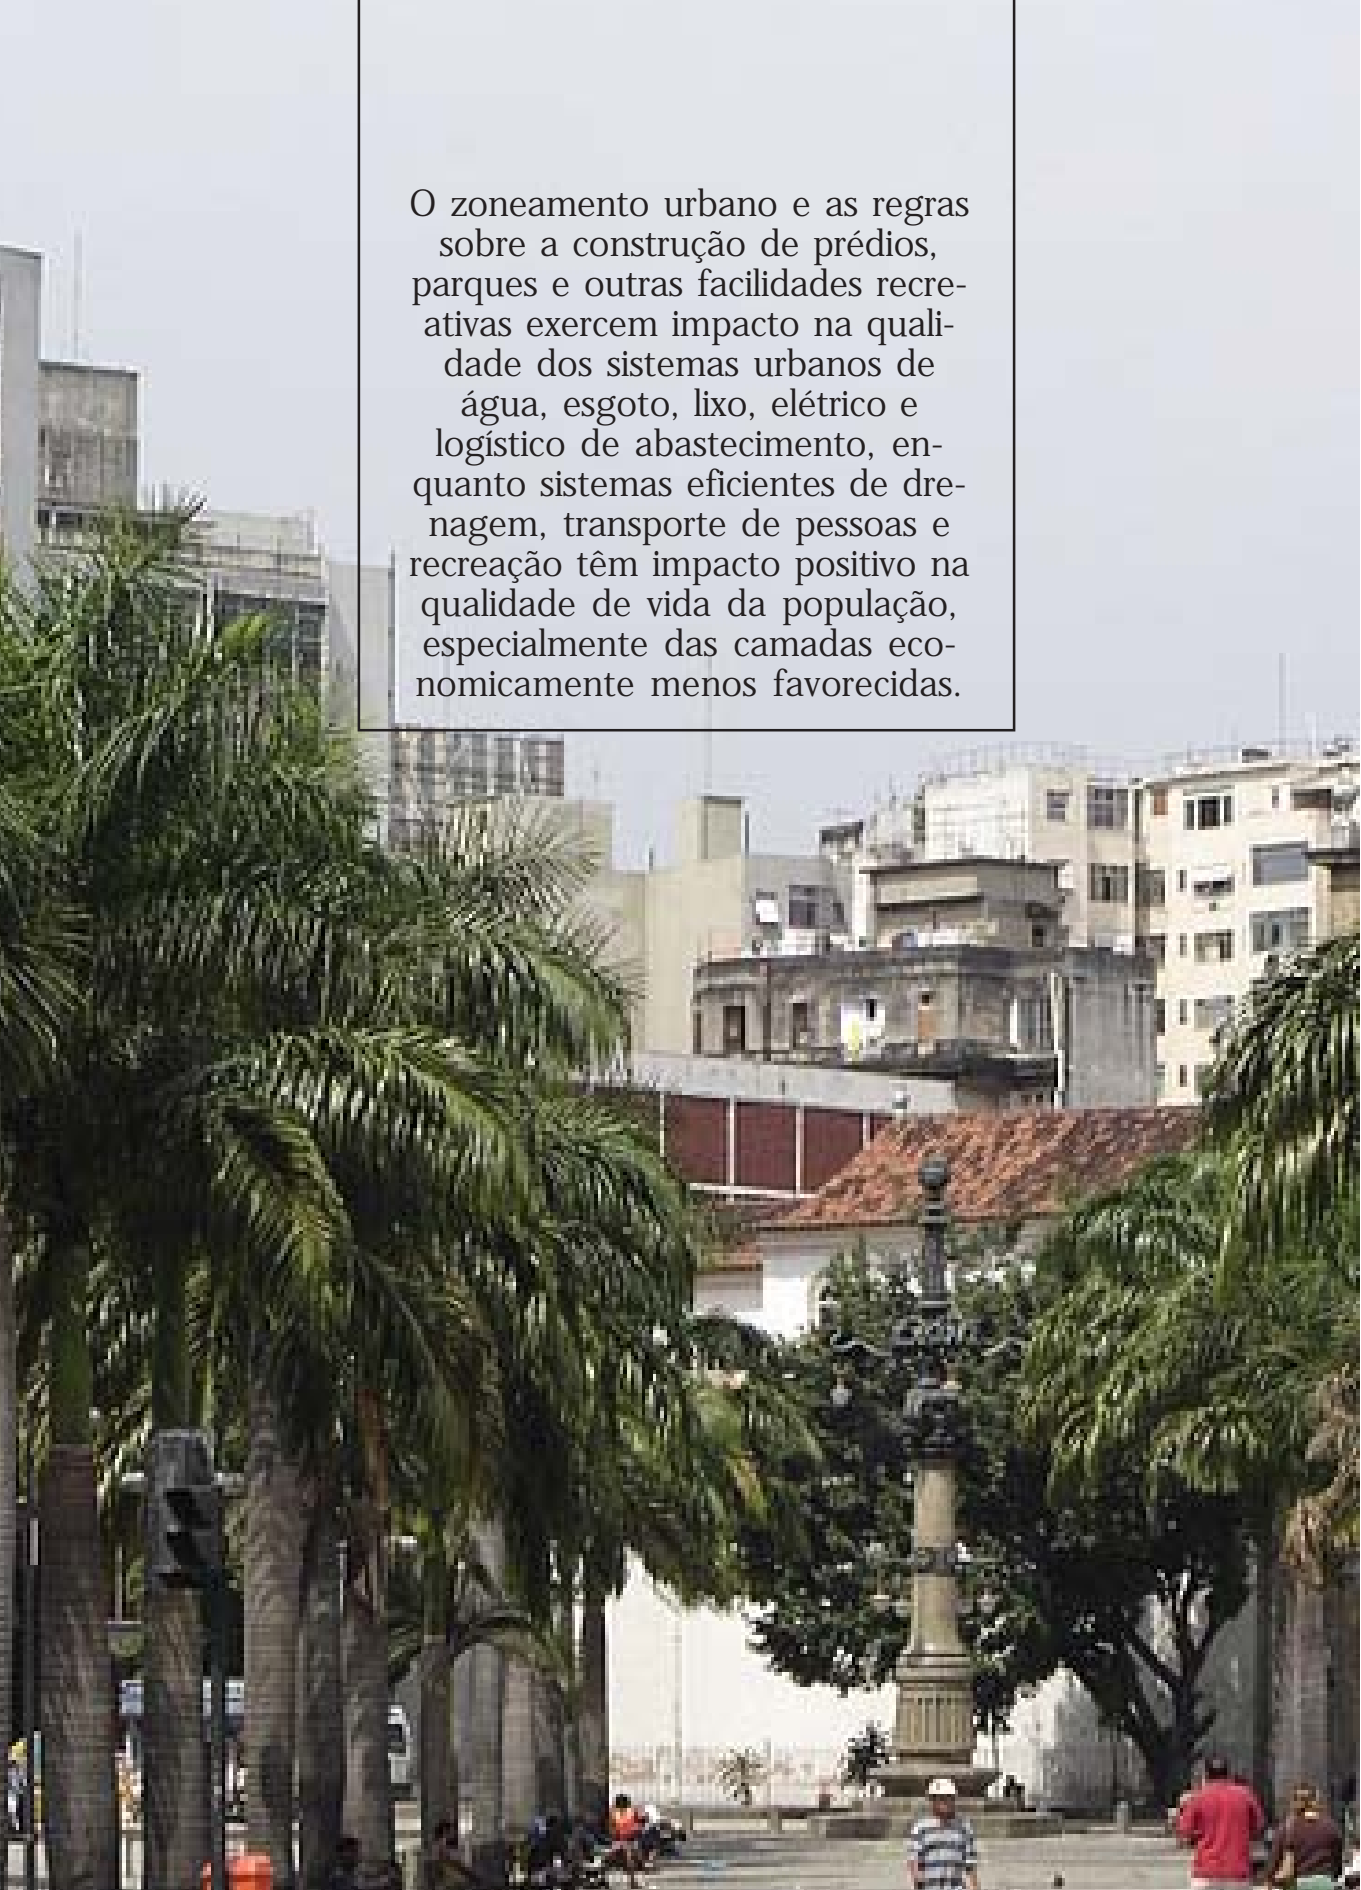 O zoneamento urbano e as regras
sobre a construção de prédios,
parques e outras facilidades recre-
ativas exercem impacto na quali-
dade dos sistemas urbanos de
água, esgoto, lixo, elétrico e
logístico de abastecimento, en-
quanto sistemas eficientes de dre-
nagem, transporte de pessoas e
recreação têm impacto positivo na
qualidade de vida da população,
especialmente das camadas eco-
nomicamente menos favorecidas.